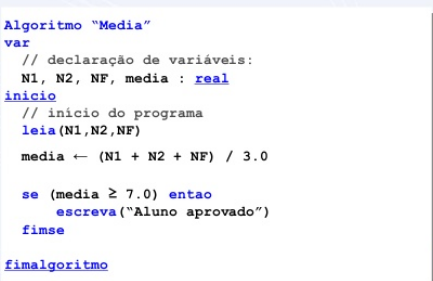 Algoritmo “Media”
var
// declaração de variáveis:
N1, N2, NF, media : real
inicio
// início do programa
leia(N1,N2,NF)
media ← (N1 + N2 + NF) / 3.0
se (media ≥ 7.0) entao
escreva(“Aluno aprovado”)
fimse
fimalgoritmo